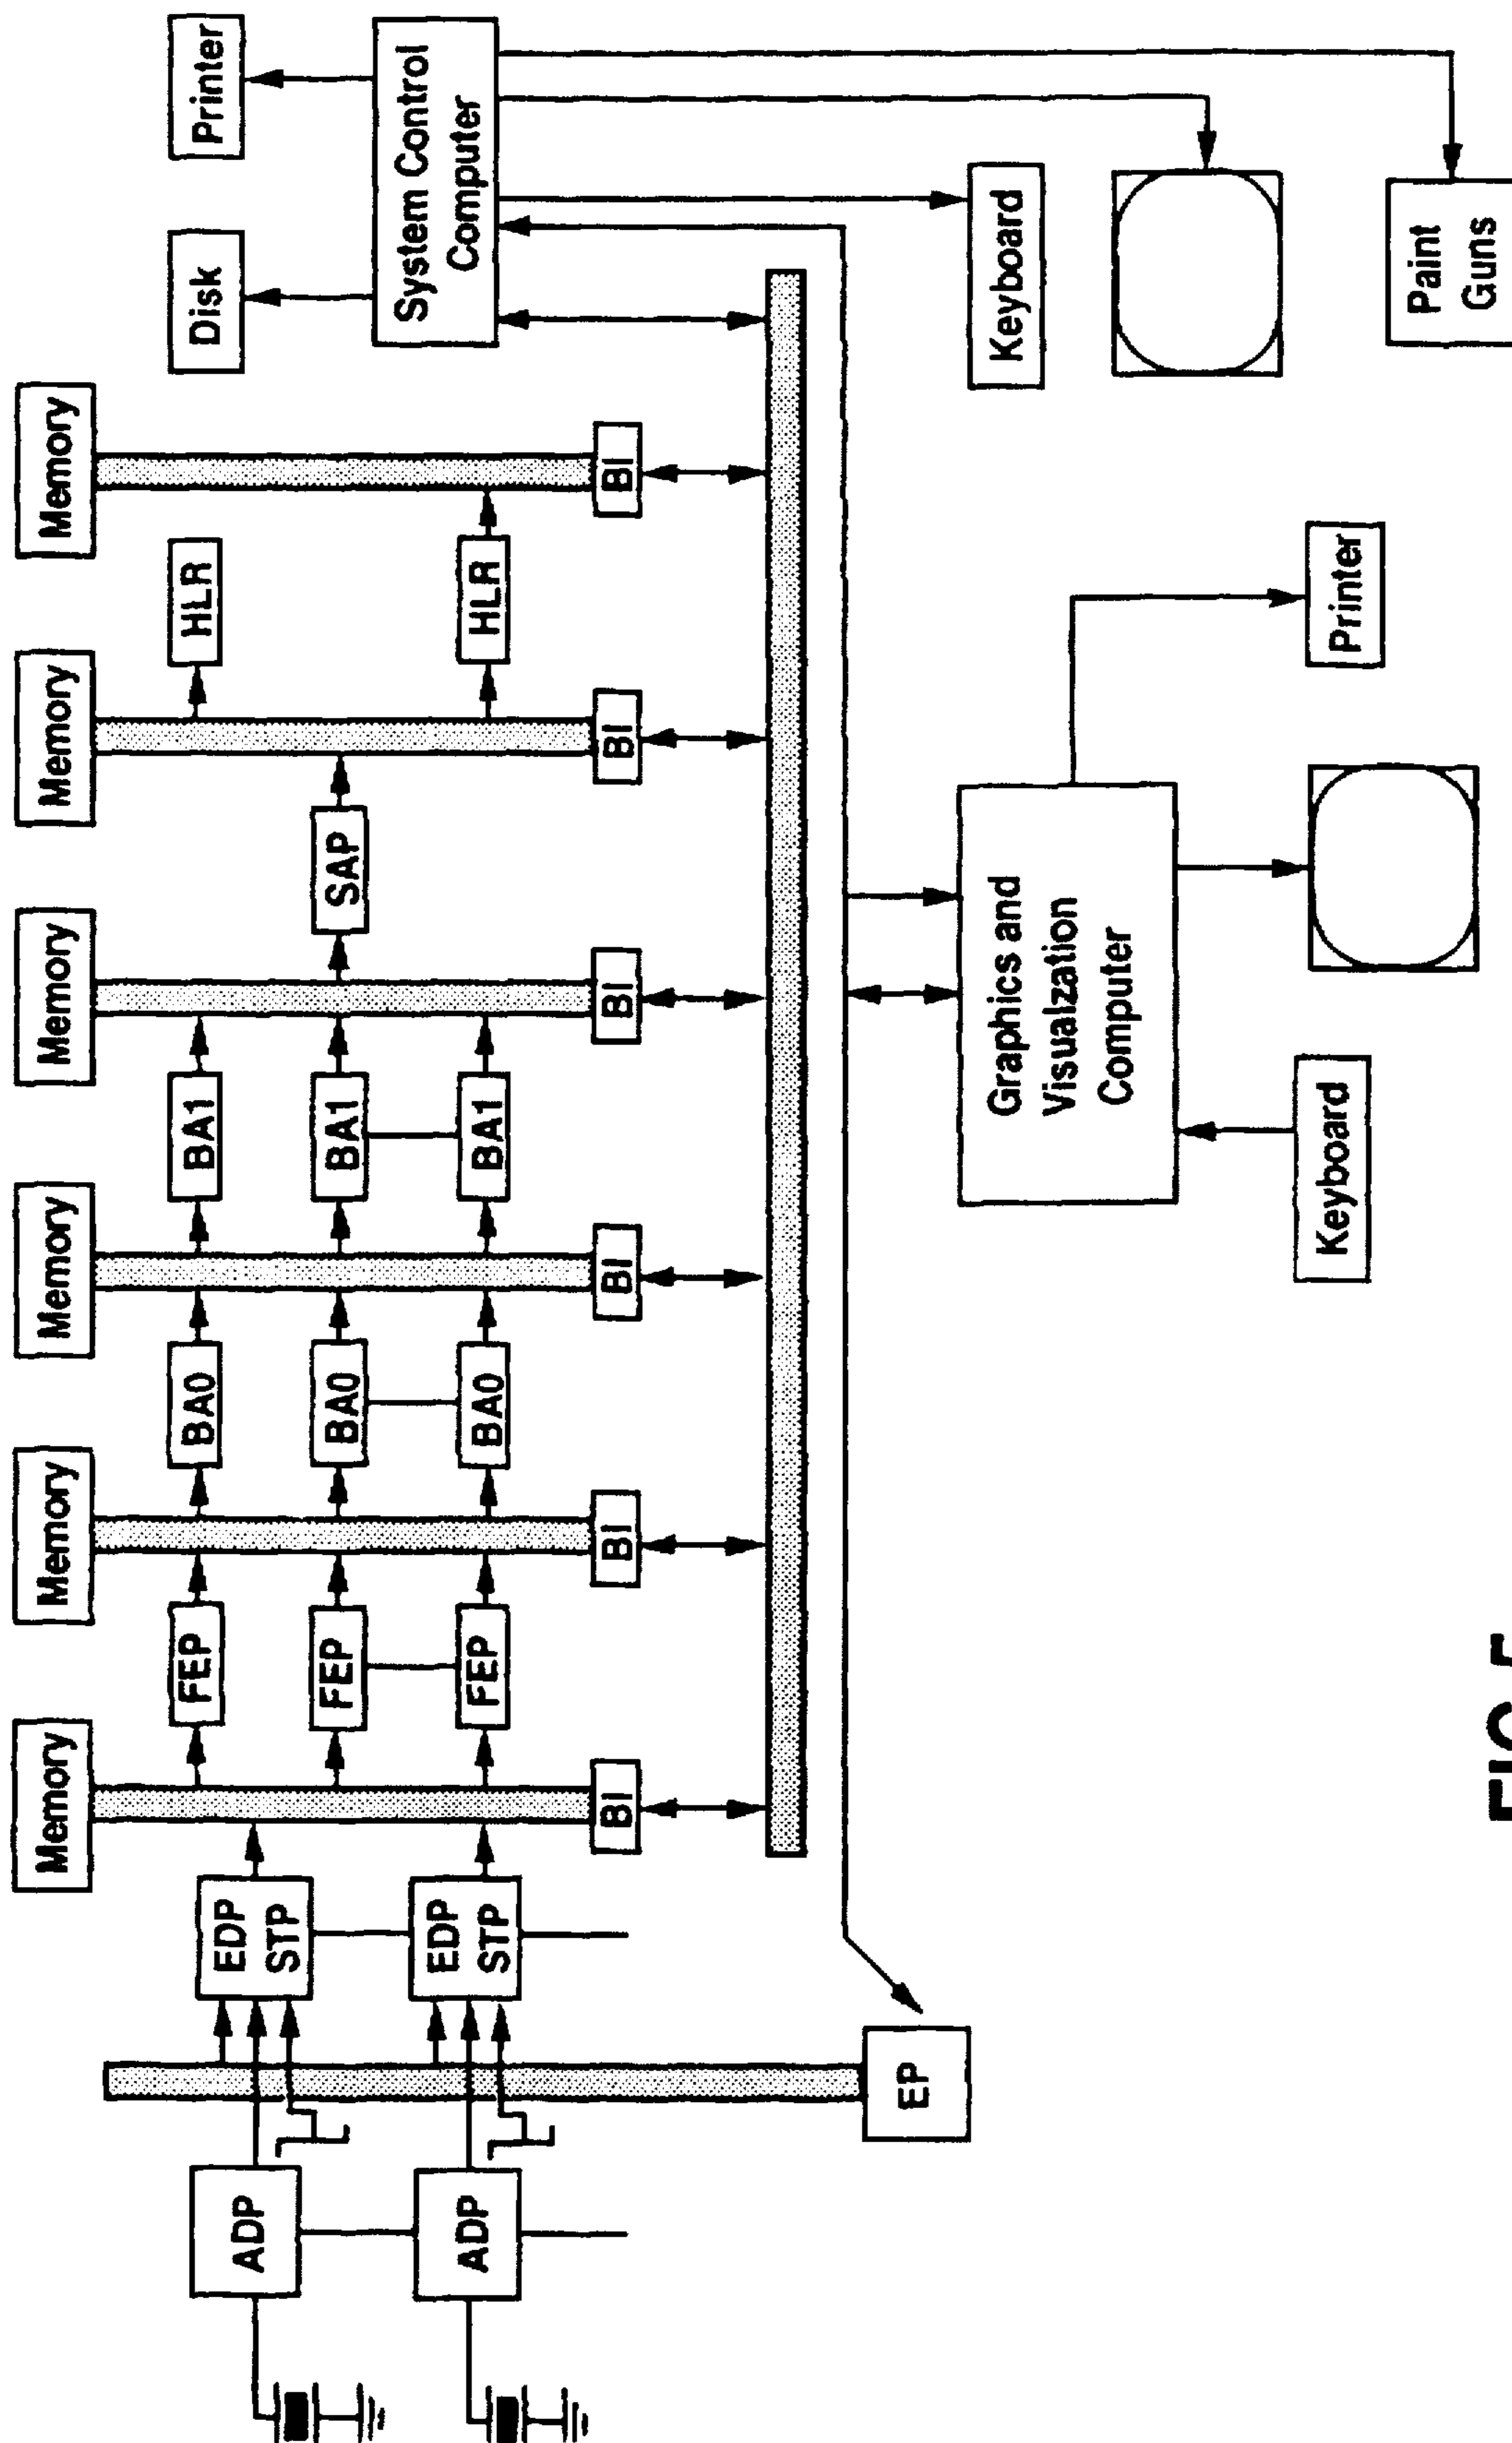 Memory
Memory
Memory
Memory
Memory
Memory
ADP
EDP
STP
FEP
BA0
BA1
HLR
Disk
Printer
FEP
BA0
BA1
SAP
System Control
Computer
ADP
EDP
STP
FEP
BA0
BA1
HLR
BI
BI
BI
BI
BI
BI
EP
Keyboard
Graphics and
Visualzation
Computer
Keyboard
Printer
Paint
Guns